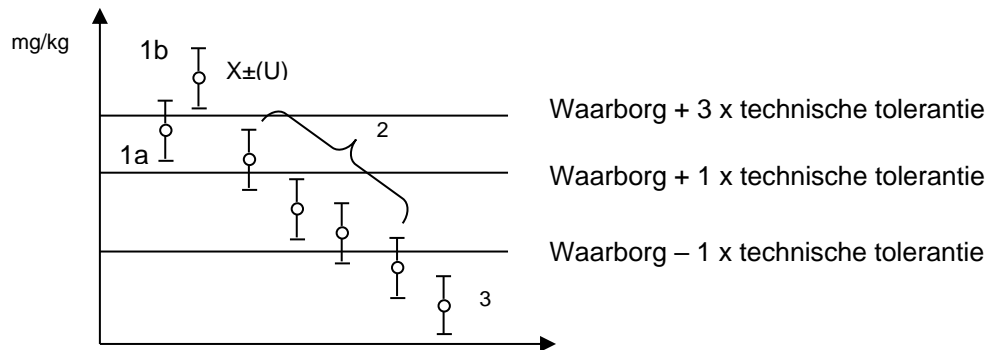 mg/kg
1b
X±(U)
Waarborg + 3 x technische tolerantie
2
1a
Waarborg + 1 x technische tolerantie
Waarborg – 1 x technische tolerantie
3